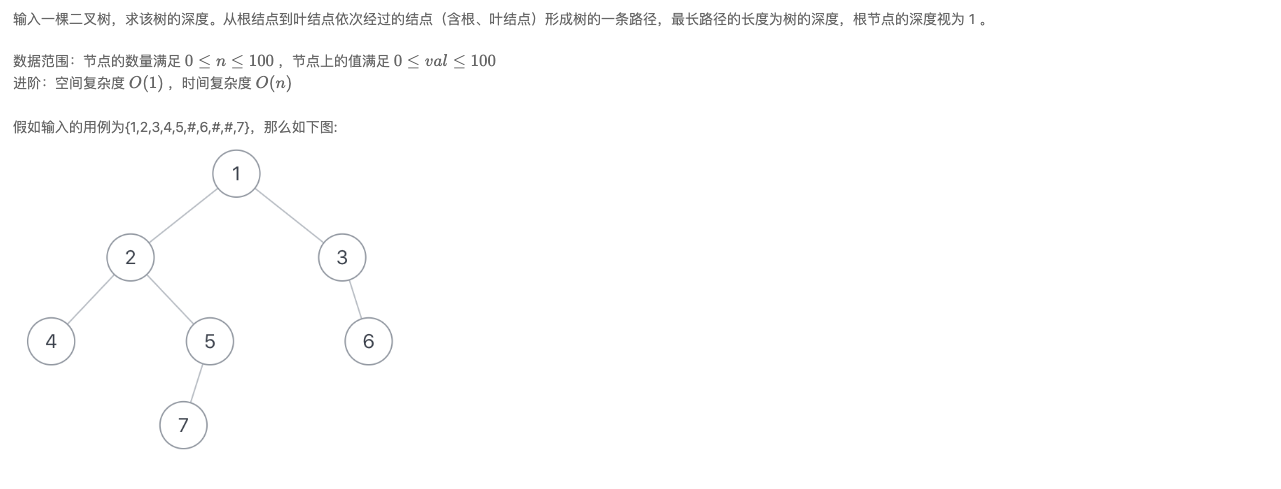 输入一棵二叉树，求该树的深度。从根结点到叶结点依次经过的结点（含根、叶结点）形成树的一条路径，最长路径的长度为树的深度，根节点的深度视为 1 。
数据范围：节点的数量满足 0 ≤ n ≤ 100 ，节点上的值满足 0 ≤ val ≤ 100
进阶：空间复杂度 O(1) ，时间复杂度 O(n)
假如输入的用例为{1,2,3,4,5,#,6,#,#,7}，那么如下图:
1
2 3
4 5 6
7